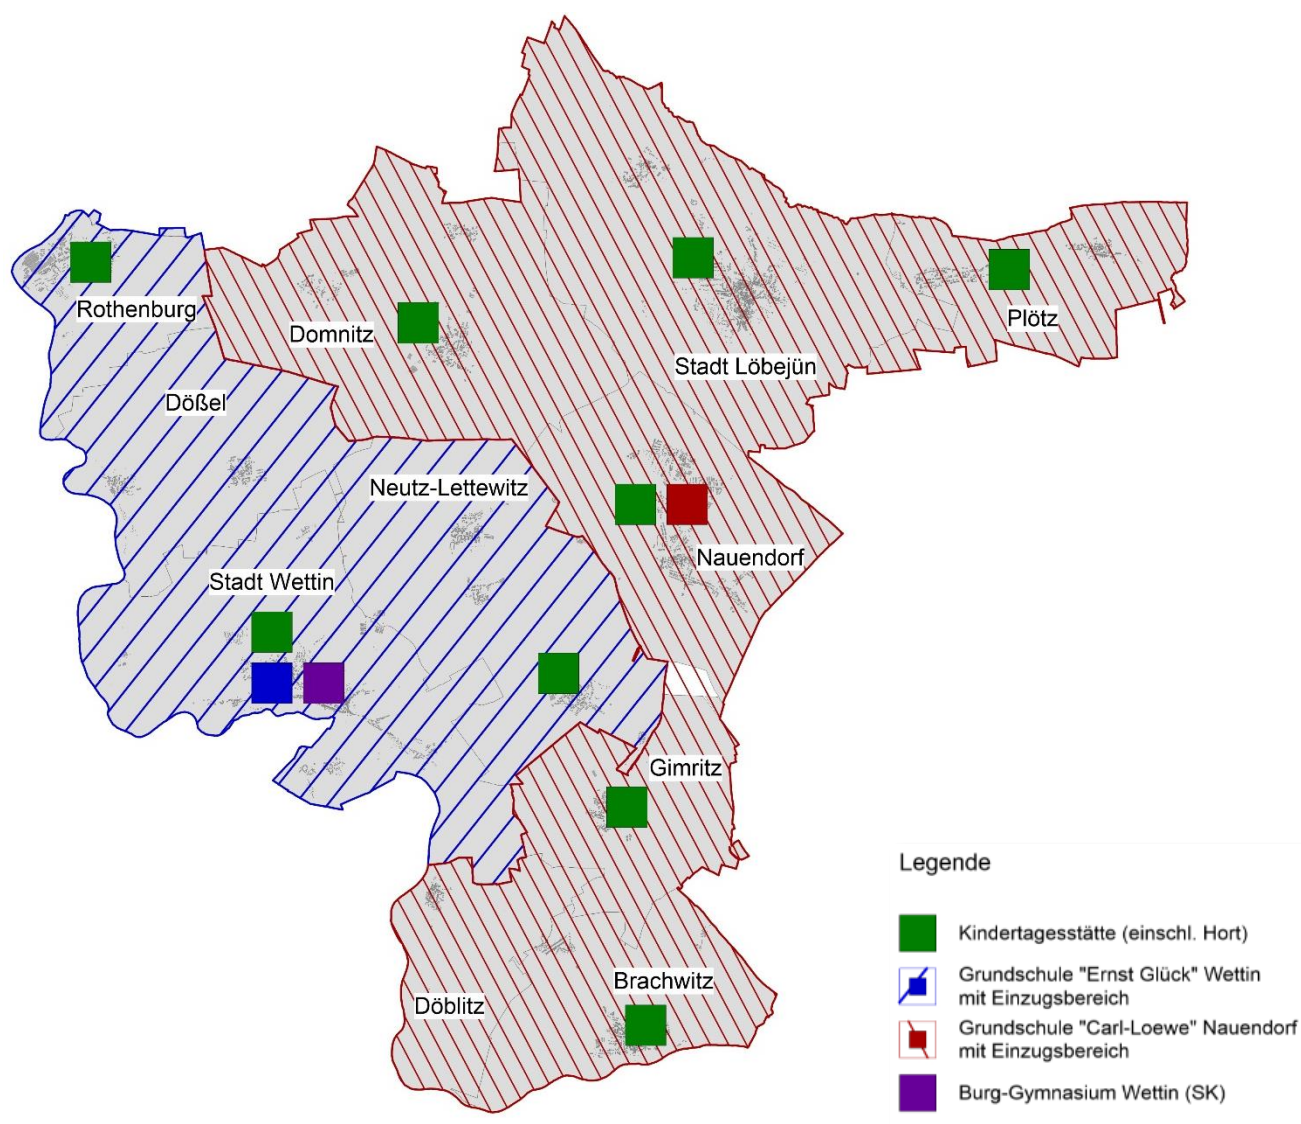 Rothenburg
Plötz
Domnitz
Stadt Löbejün
Dößel
Neutz-Lettewitz
Nauendorf
Stadt Wettin
Gimritz
Brachwitz
Döblitz
Legende
Kindertagesstätte (einschl. Hort)
Grundschule "Ernst Glück" Wettin
mit Einzugsbereich
Grundschule "Carl-Loewe" Nauendorf
mit Einzugsbereich
Burg-Gymnasium Wettin (SK)